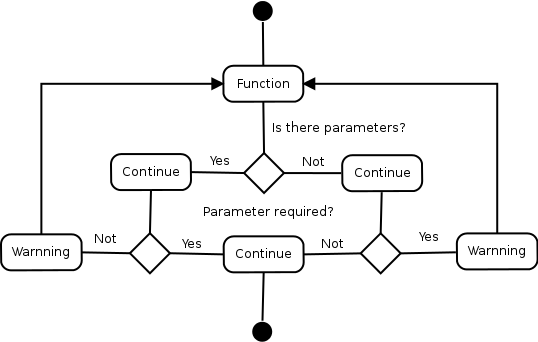 Function
Is there parameters?
Yes
Not
Continue
Continue
Parameter required?
Warnning
Not
Yes
Continue
Not
Yes
Warnning